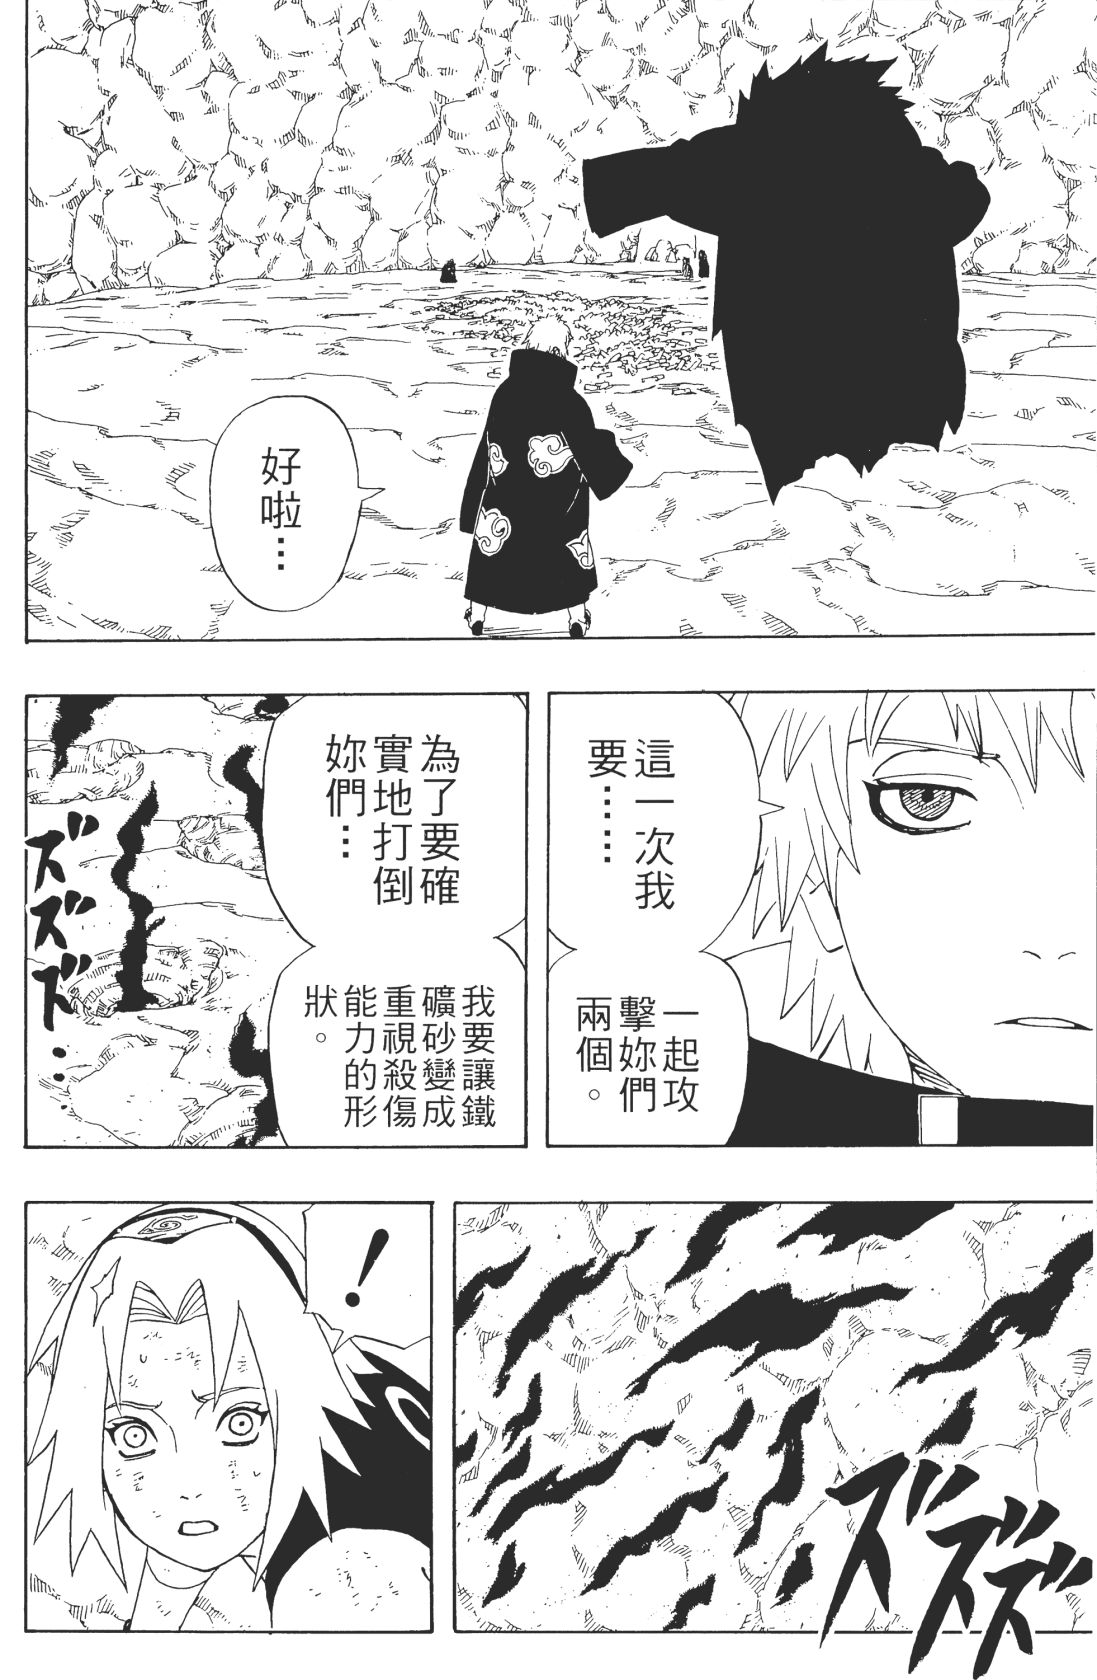 好啦…
這一次我
要……
一起攻
擊妳們
兩個。
為了要確
實地打倒
妳們…
我要讓鐵
礦砂變成
重視殺傷
能力的形
狀。
ズズズ…
ズズズ
！